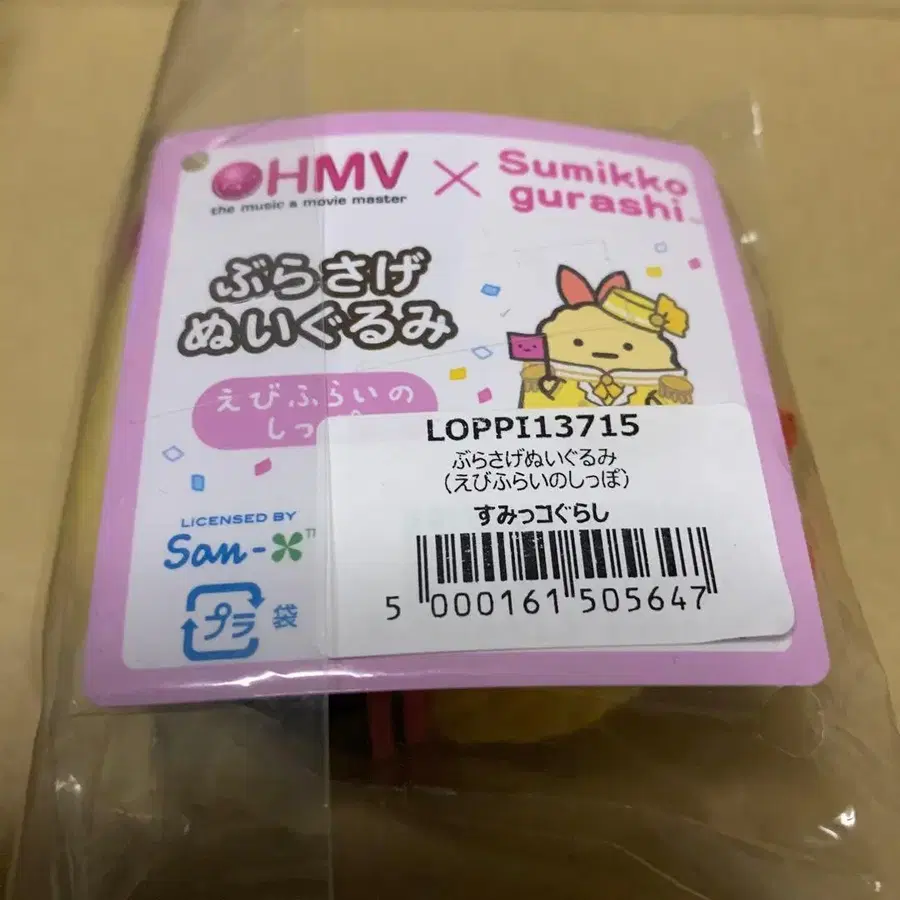 HMV
the music & movie master
×
Sumikko
gurashi
ぶらさげ
ぬいぐるみ
えびふらいの
しっぽ
LOPPI13715
ぶらさげぬいぐるみ
(えびふらいのしっぽ)
すみっコぐらし
5 000161 505647
LICENSED BY
San-X
プラ
袋